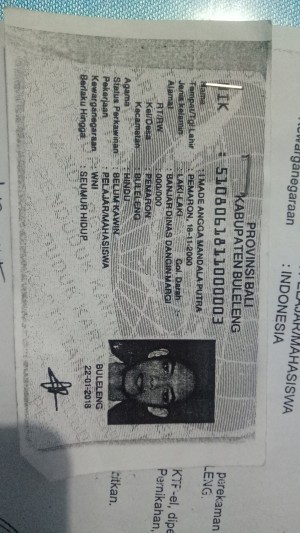 PROVINSI BALI
KABUPATEN BULELENG
NIK : 5108061811000003
Nama : I MADE ANGGA MANDALA PUTRA
Tempat/Tgl Lahir : PEMARON, 18-11-2000
Jenis kelamin : LAKI-LAKI Gol. Darah
Alamat BANJAR DINAS DANGIN MARGI
RT/RW : 000/000
Kel/Desa : PEMARON
Kecamatan : BULELENG
Agama : HINDU
Status Perkawinan : BELUM KAWIN
Pekerjaan : PELAJAR/MAHASISWA
Kewarganegaraan : WNI
Berlaku Hingga : SEUMUR HIDUP
BULELENG
22-01-2018
PELAJAR/MAHASISWA
warganegaraan : INDONESIA
perekaman
LENG.
KTP-el, dipe
Pernikahan,
bitkan.